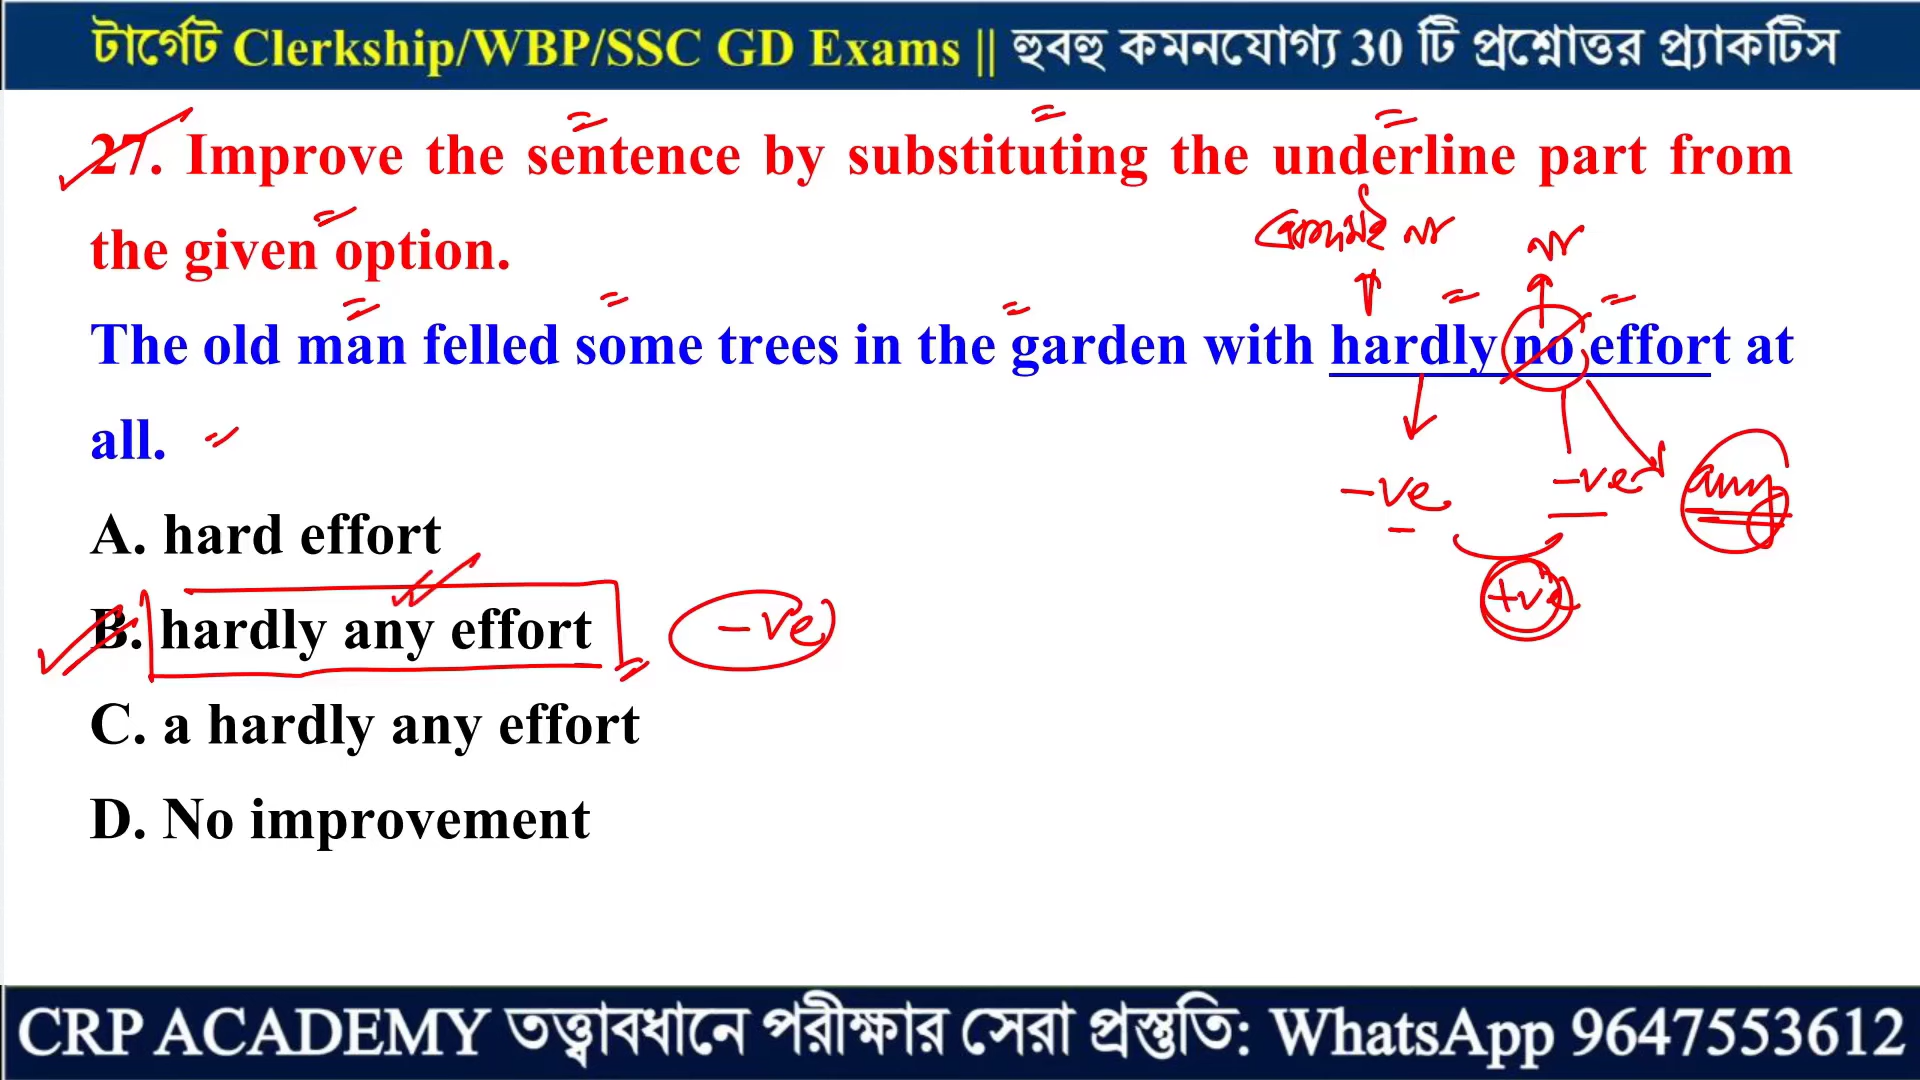 টার্গেট Clerkship/WBP/SSC GD Exams || হুবহু কমনযোগ্য 30 টি প্রশ্নোত্তর প্র্যাকটিস
27. Improve the sentence by substituting the underline part from
the given option.
না
The old man felled some trees in the garden with hardly no effort at
all.
-ve -ve any
A. hard effort
+ve
B. hardly any effort -ve
C. a hardly any effort
D. No improvement
CRP ACADEMY তত্ত্বাবধানে পরীক্ষার সেরা প্রস্তুতি: WhatsApp 9647553612